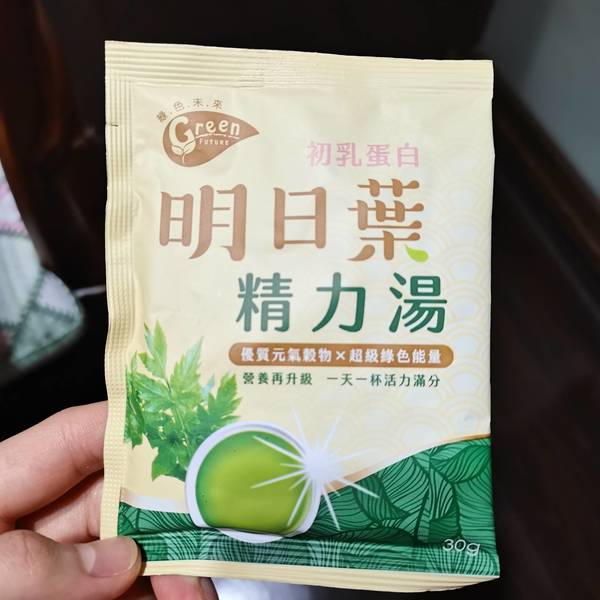 綠.色.未.來
Green
FUTURE
初乳蛋白
明日葉
精力湯
優質元氣穀物×超級綠色能量
營養再升級 一天一杯活力滿分
30g